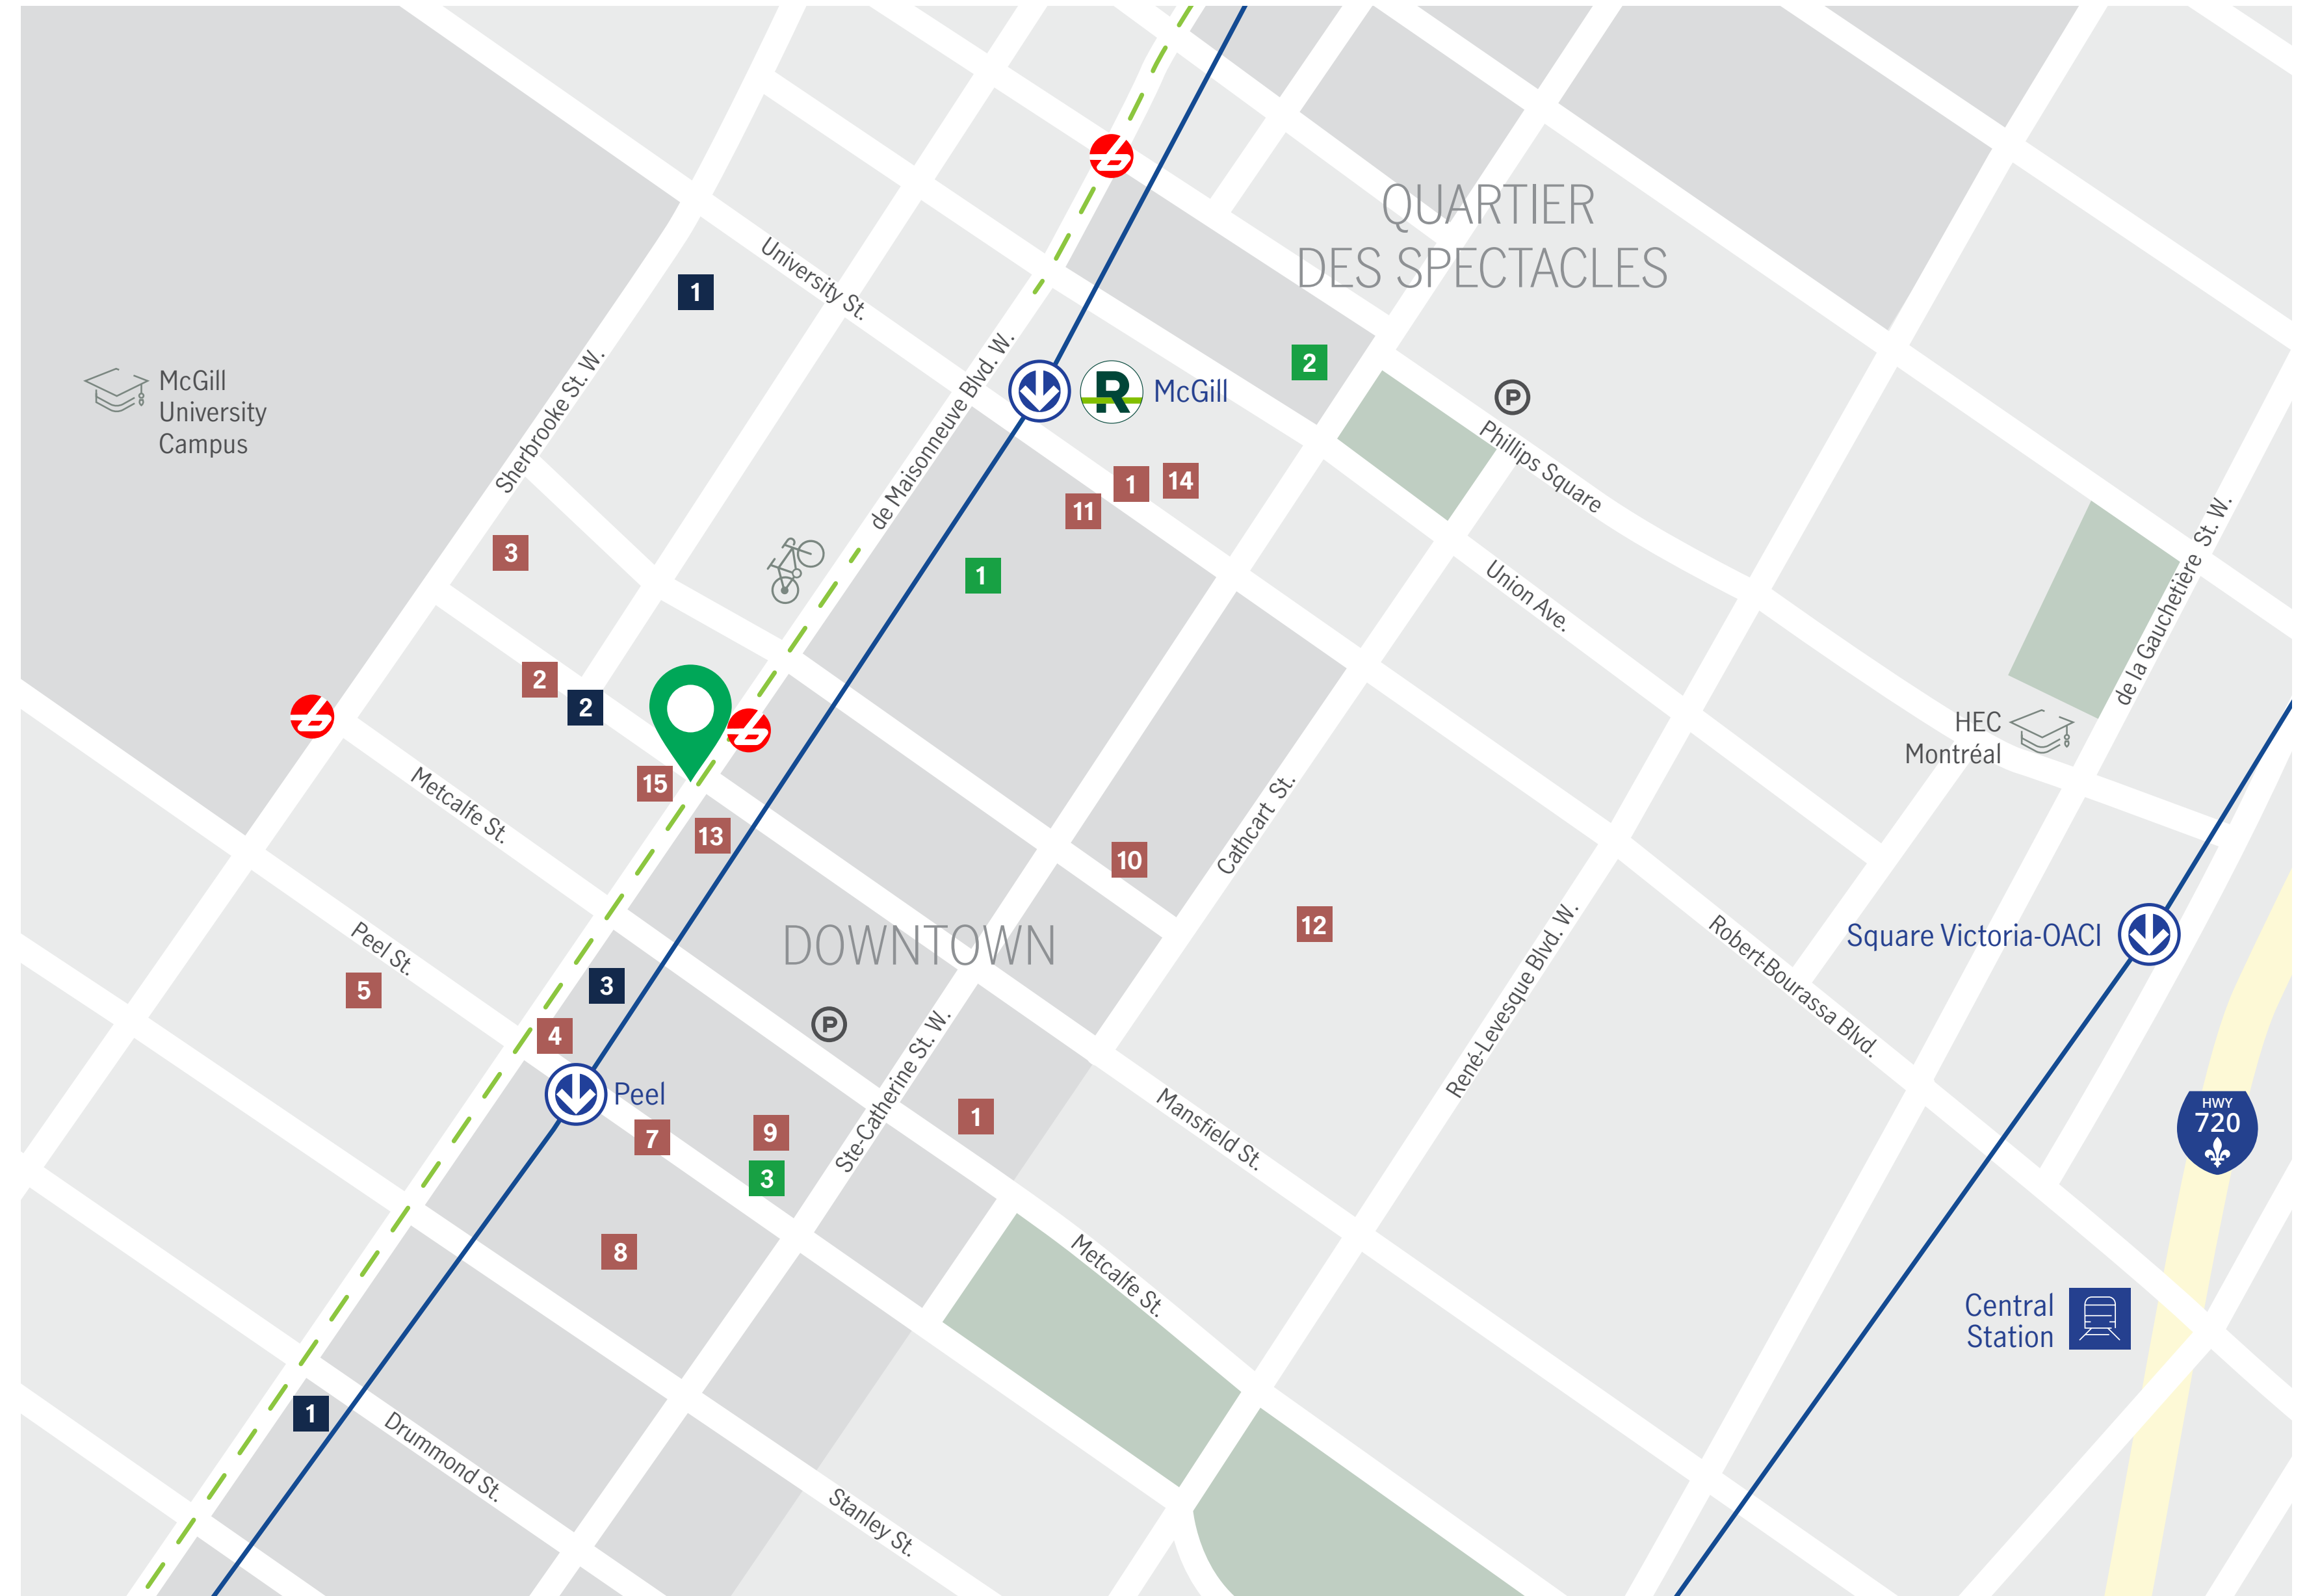 QUARTIER
DES SPECTACLES
1
University St.
2
McGill
University
Campus
Sherbrooke St. W.
de Maisonneuve Blvd. W.
R
McGill
P
Phillips Square
1
14
11
3
1
Union Ave.
de la Gauchetière St. W.
2
2
HEC
Montréal
15
13
Metcalfe St.
Cathcart St.
10
12
DOWNTOWN
Peel St.
5
3
4
P
Ste-Catherine St. W.
René-Levesque Blvd. W.
Robert-Bourassa Blvd.
Square Victoria-OACI
Peel
7
9
1
3
Mansfield St.
HWY
720
8
Metcalfe St.
Central
Station
1
Drummond St.
Stanley St.